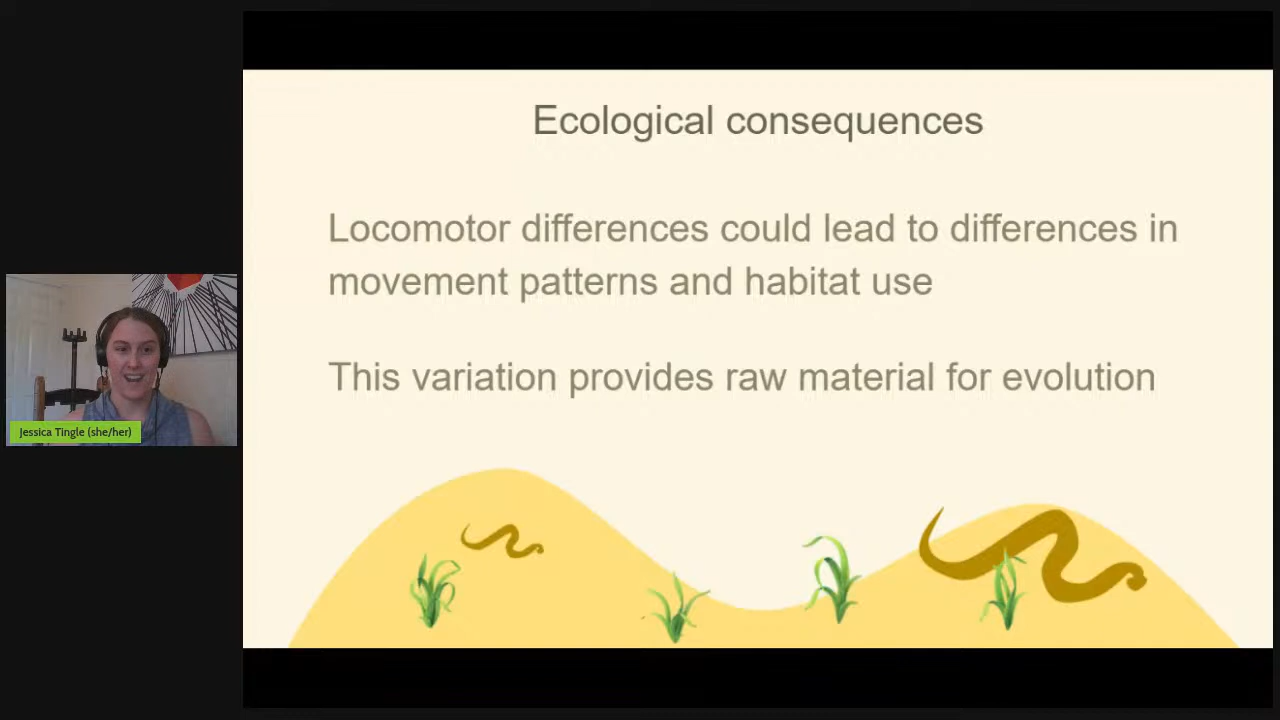 Ecological consequences
Locomotor differences could lead to differences in
movement patterns and habitat use
This variation provides raw material for evolution
Jessica Tingle (she/her)